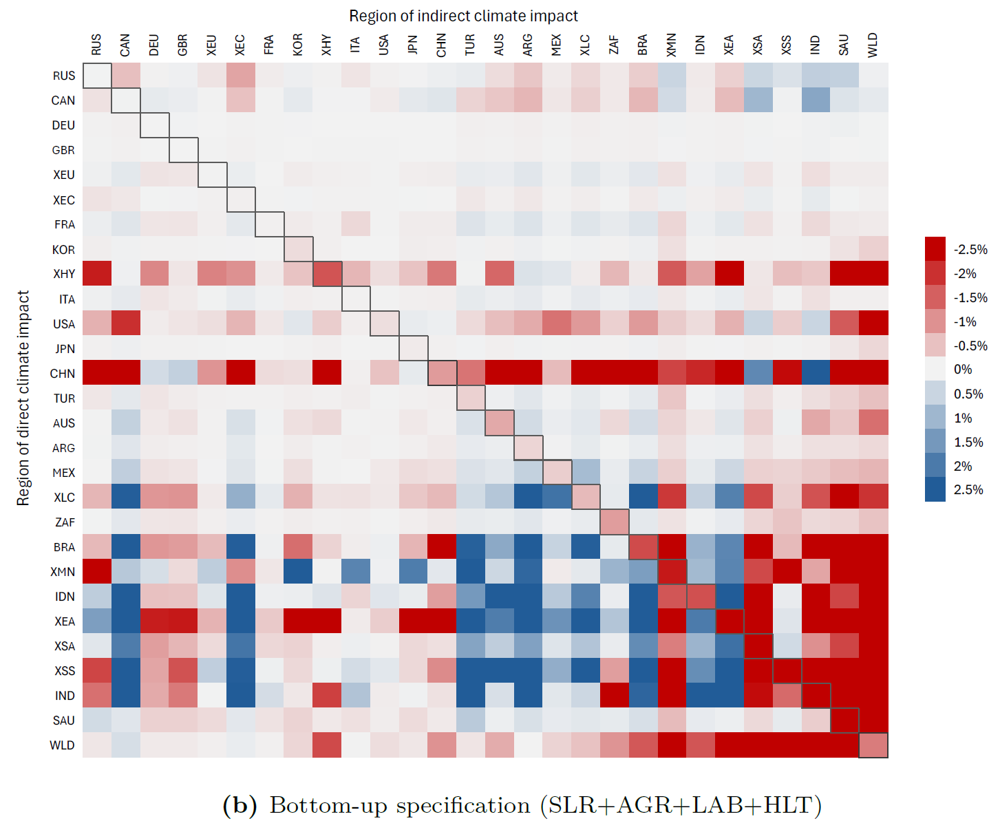 Region of indirect climate impact
RUS CAN DEU GBR XEU XEC FRA KOR XHY ITA USA JPN CHN TUR AUS ARG MEX XLC ZAF BRA XMN IDN XEA XSA XSS IND SAU WLD
Region of direct climate impact
RUS
CAN
DEU
GBR
XEU
XEC
FRA
KOR
XHY
ITA
USA
JPN
CHN
TUR
AUS
ARG
MEX
XLC
ZAF
BRA
XMN
IDN
XEA
XSA
XSS
IND
SAU
WLD
-2.5%
-2%
-1.5%
-1%
-0.5%
0%
0.5%
1%
1.5%
2%
2.5%
(b) Bottom-up specification (SLR+AGR+LAB+HLT)